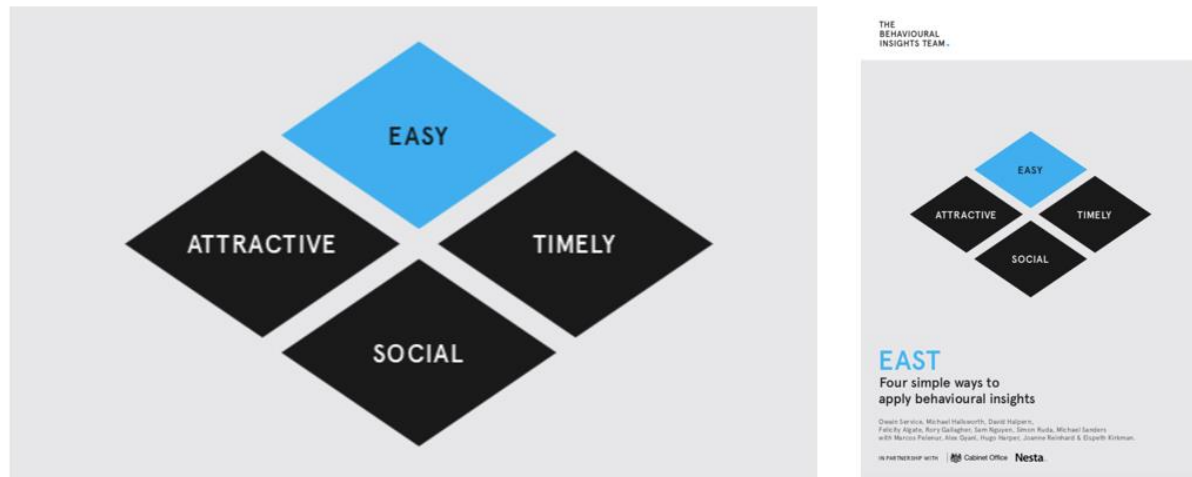 EASY
ATTRACTIVE
TIMELY
SOCIAL
THE
BEHAVIOURAL
INSIGHTS TEAM.
EASY
ATTRACTIVE
TIMELY
SOCIAL
EAST
Four simple ways to
apply behavioural insights
Owain Service, Michael Hallsworth, David Halpern,
Felicity Algate, Rory Gallagher, Sam Nguyen, Simon Ruda, Michael Sanders
with Marcos Pelenur, Alex Gyani, Hugo Harper, Joanne Reinhard & Elspeth Kirkman.
IN PARTNERSHIP WITH Cabinet Office Nesta